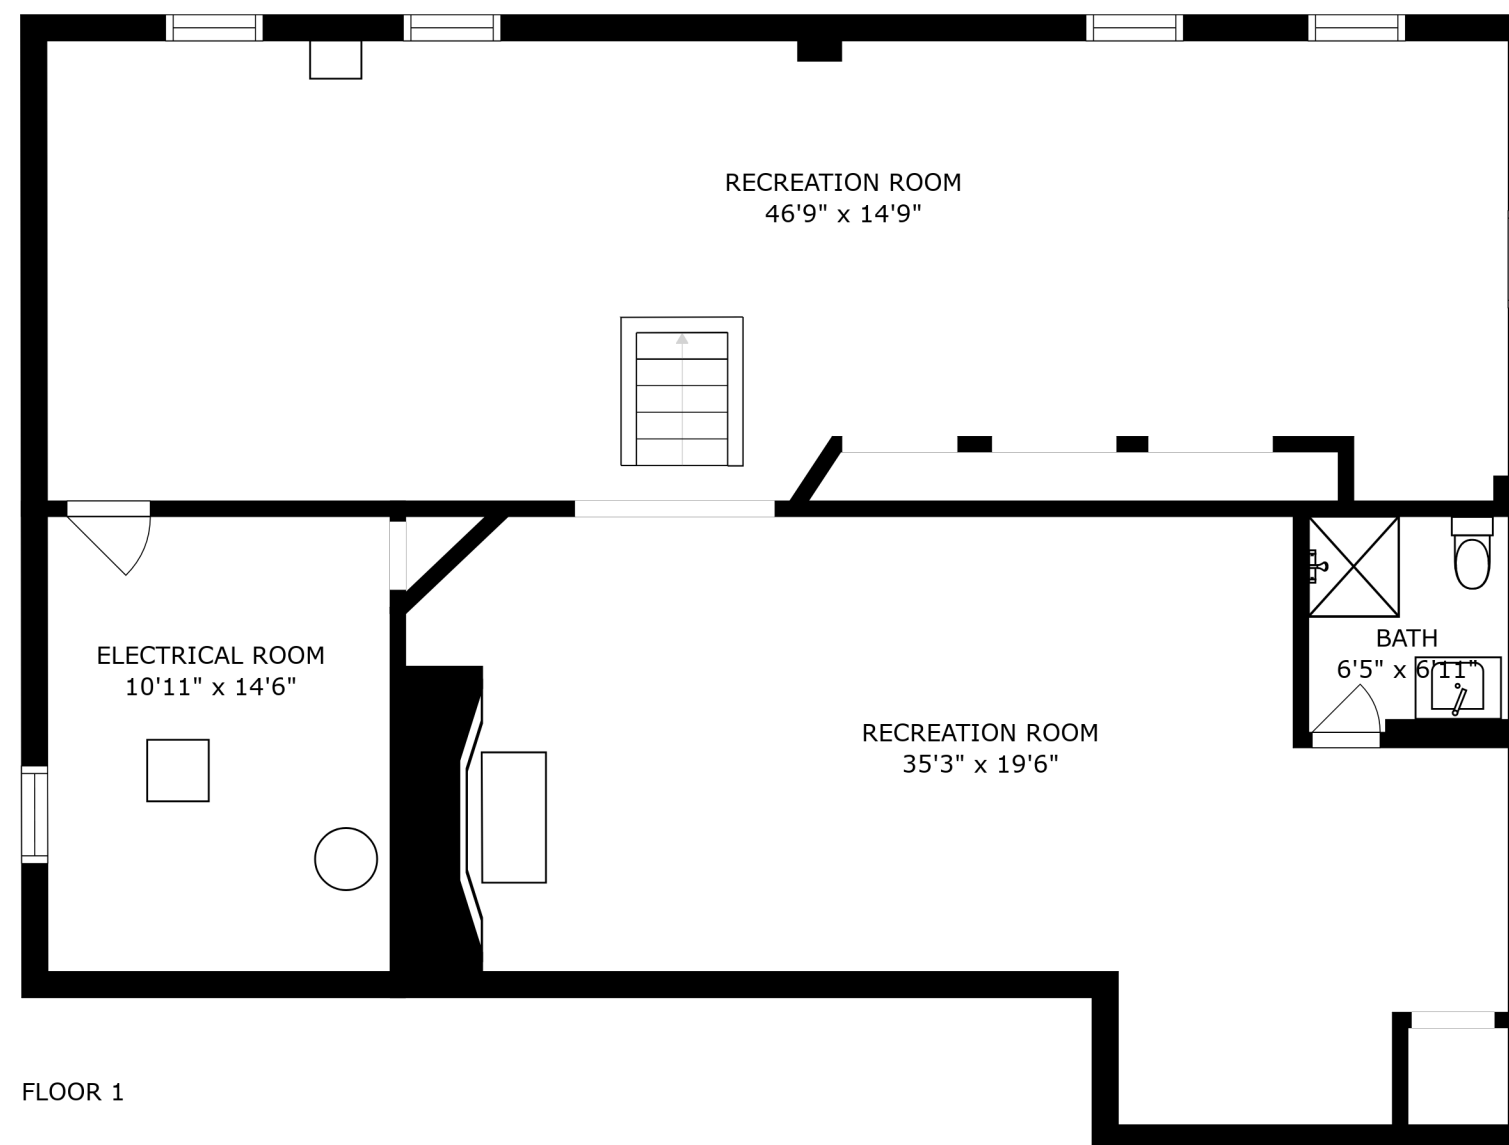 RECREATION ROOM
46'9" x 14'9"
ELECTRICAL ROOM
10'11" x 14'6"
BATH
6'5" x 6'11"
RECREATION ROOM
35'3" x 19'6"
FLOOR 1